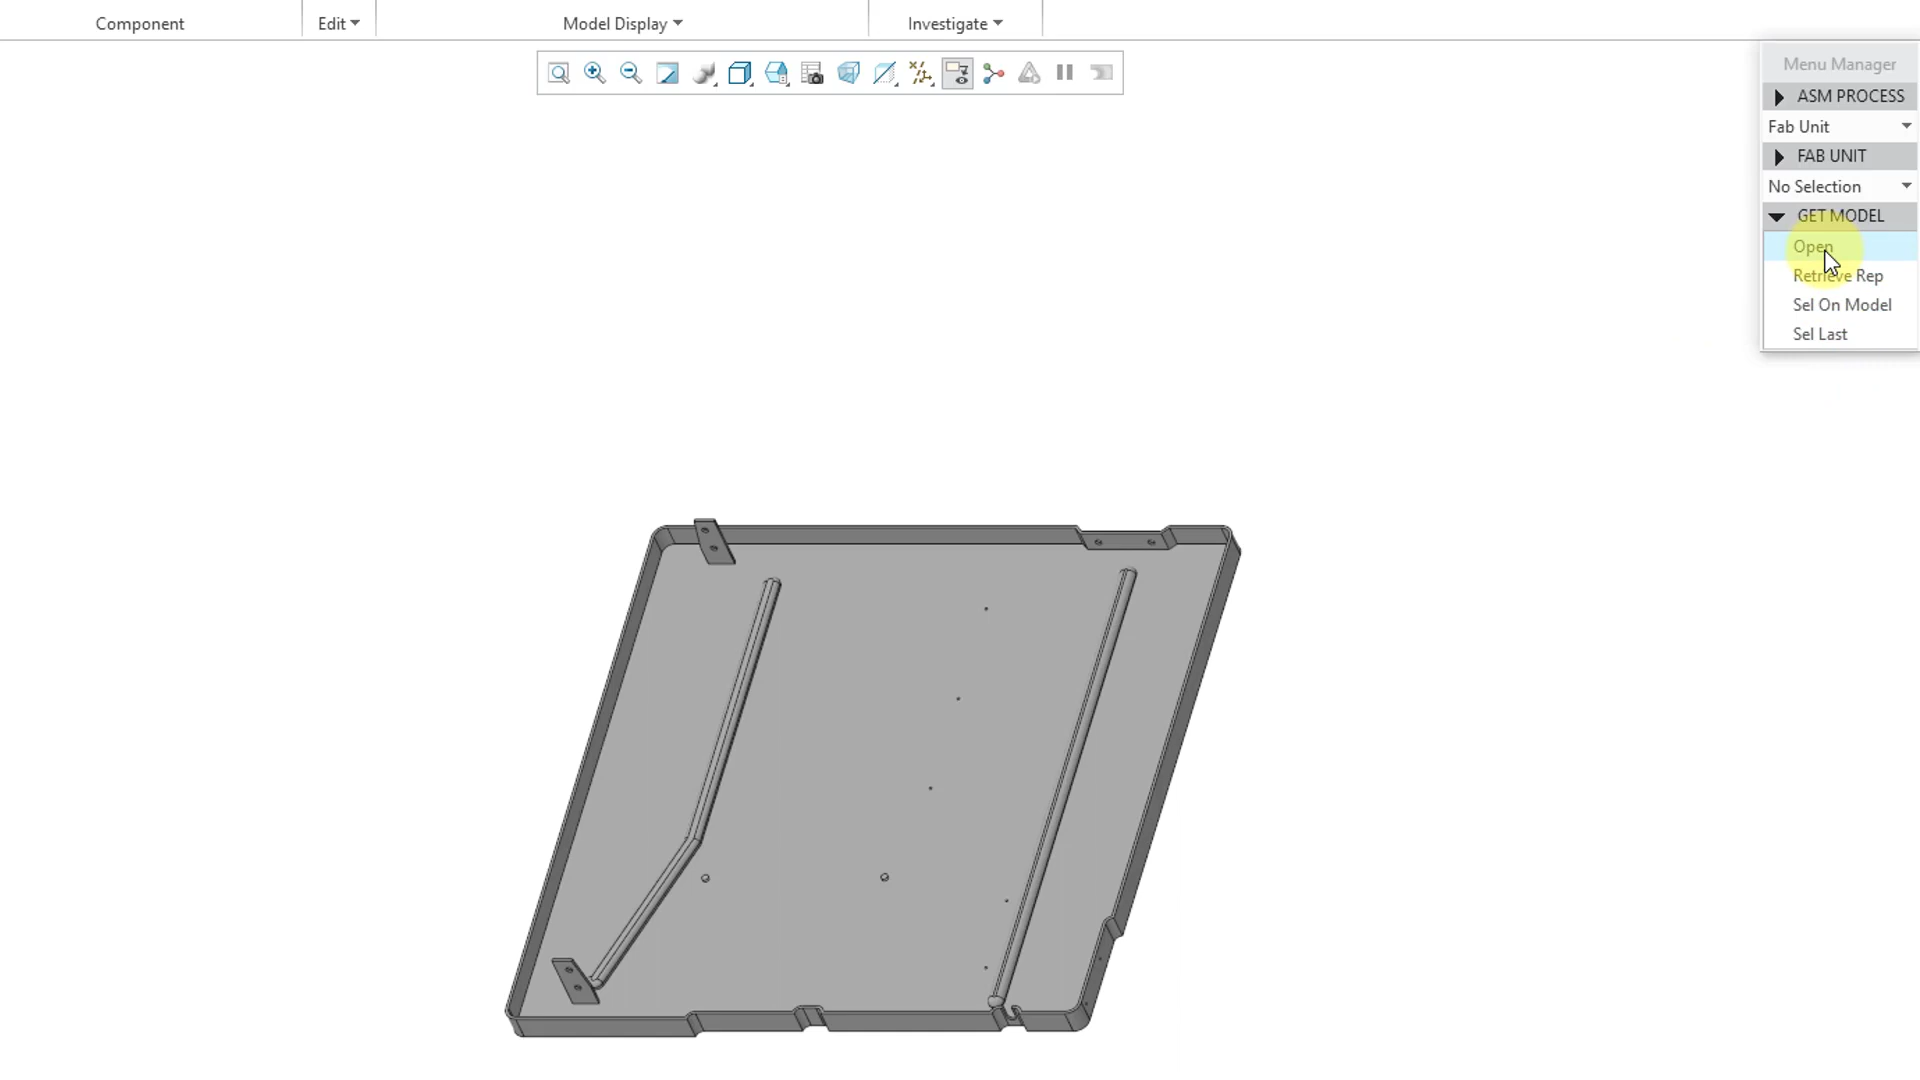 Component
Edit
Model Display
Investigate
Menu Manager
ASM PROCESS
Fab Unit
FAB UNIT
No Selection
GET MODEL
Open
Retrieve Rep
Sel On Model
Sel Last